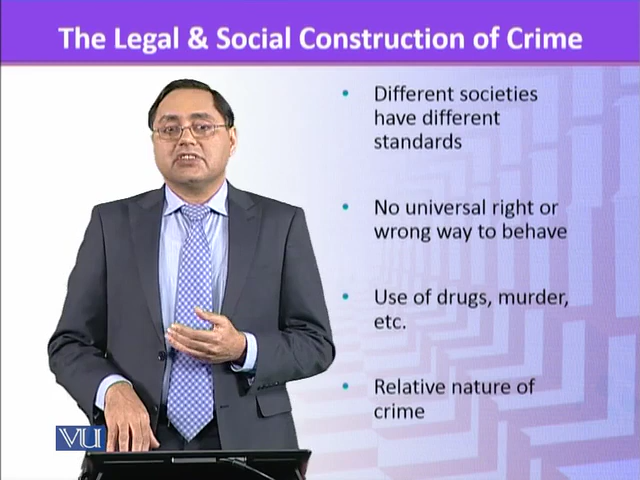 The Legal & Social Construction of Crime
• Different societies
have different
standards
• No universal right or
wrong way to behave
• Use of drugs, murder,
etc.
• Relative nature of
crime
VU